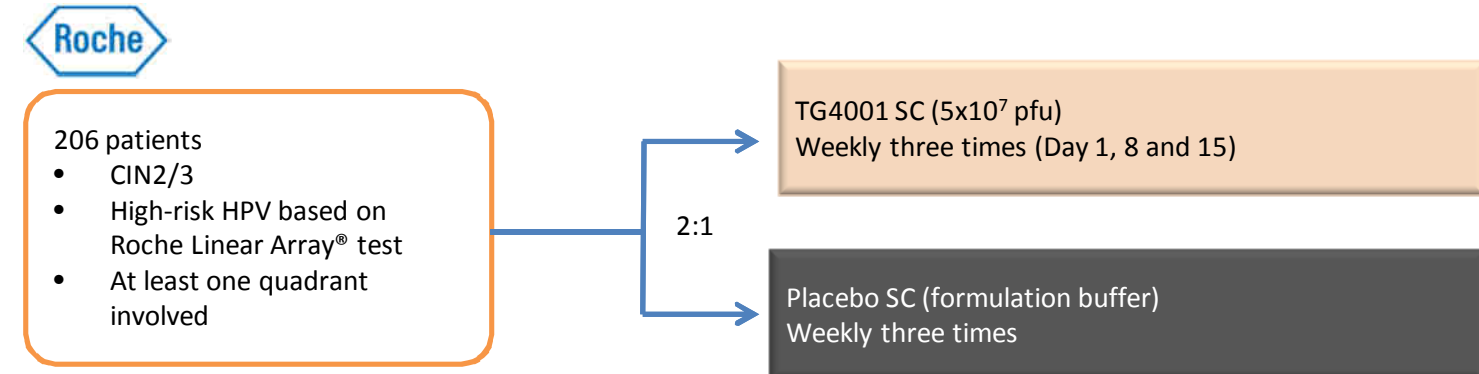 Roche
206 patients
• CIN2/3
• High-risk HPV based on
Roche Linear Array® test
• At least one quadrant
involved
2:1
TG4001 SC (5x10⁷ pfu)
Weekly three times (Day 1, 8 and 15)
Placebo SC (formulation buffer)
Weekly three times